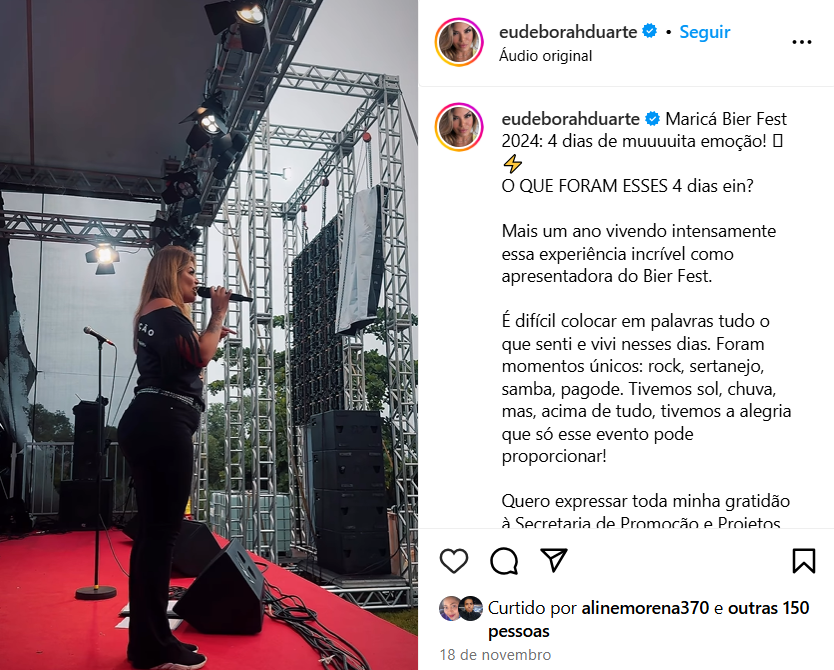 eudeborahduarte • Seguir
Áudio original
eudeborahduarte Maricá Bier Fest
2024: 4 dias de muuuuita emoção! ▯
⚡
O QUE FORAM ESSES 4 dias ein?
Mais um ano vivendo intensamente
essa experiência incrível como
apresentadora do Bier Fest.
É difícil colocar em palavras tudo o
que senti e vivi nesses dias. Foram
momentos únicos: rock, sertanejo,
samba, pagode. Tivemos sol, chuva,
mas, acima de tudo, tivemos a alegria
que só esse evento pode
proporcionar!
Quero expressar toda minha gratidão
à Secretaria de Promoção e Projetos
Curtido por alinemorena370 e outras 150
pessoas
18 de novembro
ÇÃO